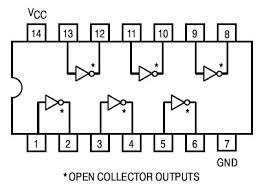 VCC
14 13 12 11 10 9 8
* * *
* * *
1 2 3 4 5 6 7
GND
*OPEN COLLECTOR OUTPUTS